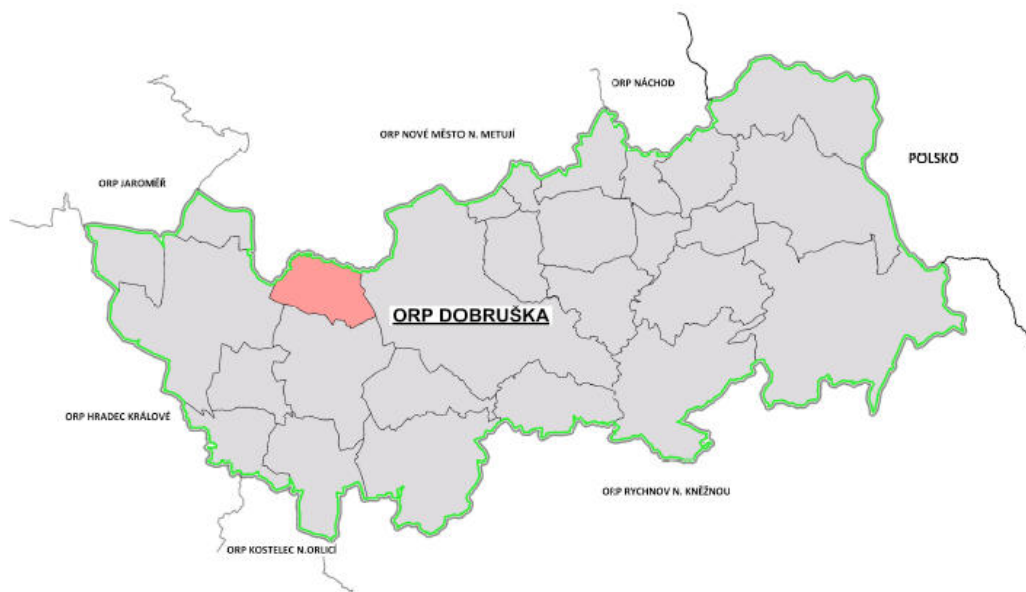 ORP NÁCHOD
ORP NOVÉ MĚSTO N. METUJÍ
POLSKO
ORP JAROMĚŘ
ORP DOBRUŠKA
ORP HRADEC KRÁLOVÉ
ORP RYCHNOV N. KNĚŽNOU
ORP KOSTELEC N.ORLICÍ